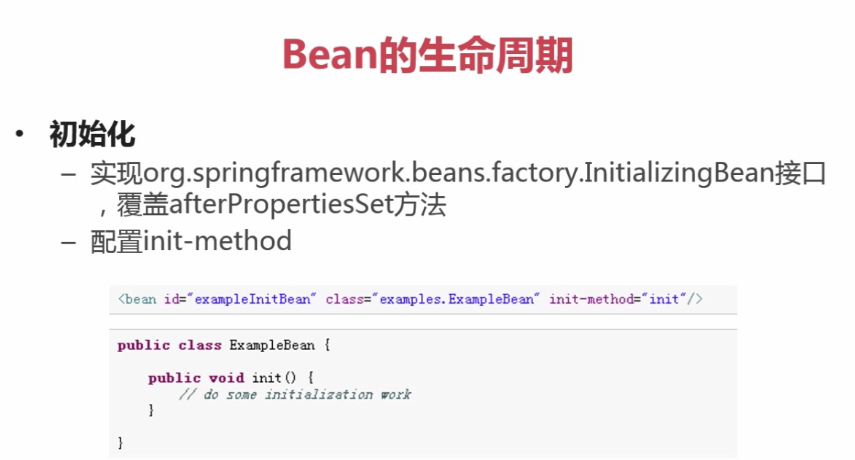 Bean的生命周期
• 初始化
– 实现org.springframework.beans.factory.InitializingBean接口
，覆盖afterPropertiesSet方法
– 配置init-method
<bean id="exampleInitBean" class="examples.ExampleBean" init-method="init"/>
public class ExampleBean {
public void init() {
// do some initialization work
}
}